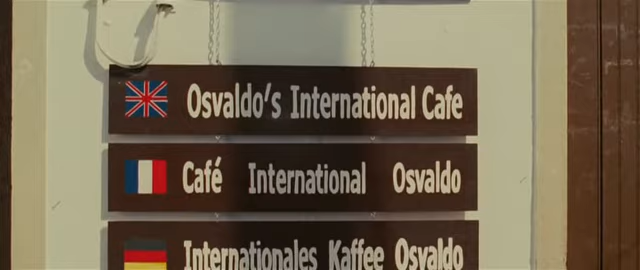 Osvaldo's International Cafe
Café International Osvaldo
Internationales Kaffee Osvaldo